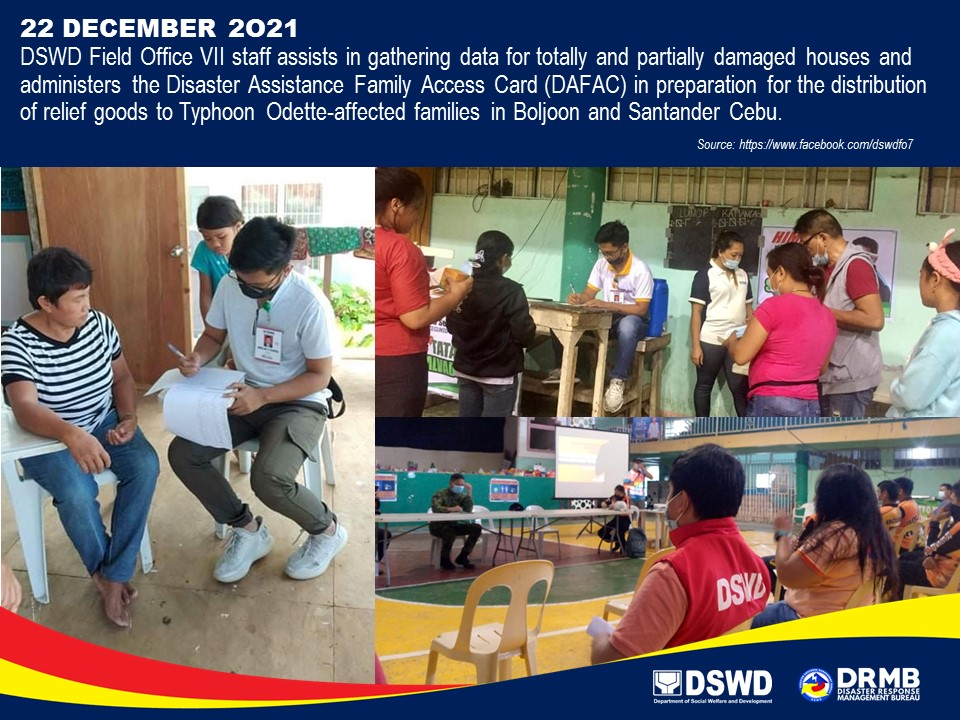 22 DECEMBER 2O21
DSWD Field Office VII staff assists in gathering data for totally and partially damaged houses and
administers the Disaster Assistance Family Access Card (DAFAC) in preparation for the distribution
of relief goods to Typhoon Odette-affected families in Boljoon and Santander Cebu.
Source: https://www.facebook.com/dswdfo7
DSWD
DSWD
Department of Social Welfare and Development
DRMB
DISASTER RESPONSE
MANAGEMENT BUREAU